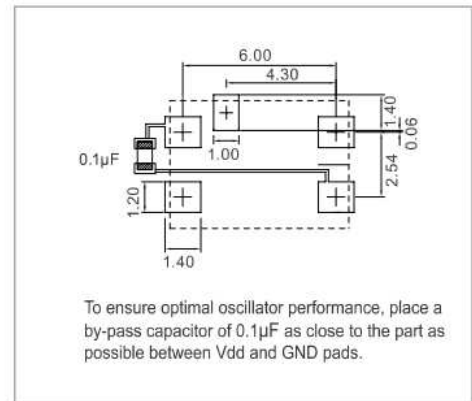 6.00
4.30
1.40
0.06
0.1µF
1.00
2.54
1.20
1.40
To ensure optimal oscillator performance, place a
by-pass capacitor of 0.1µF as close to the part as
possible between Vdd and GND pads.